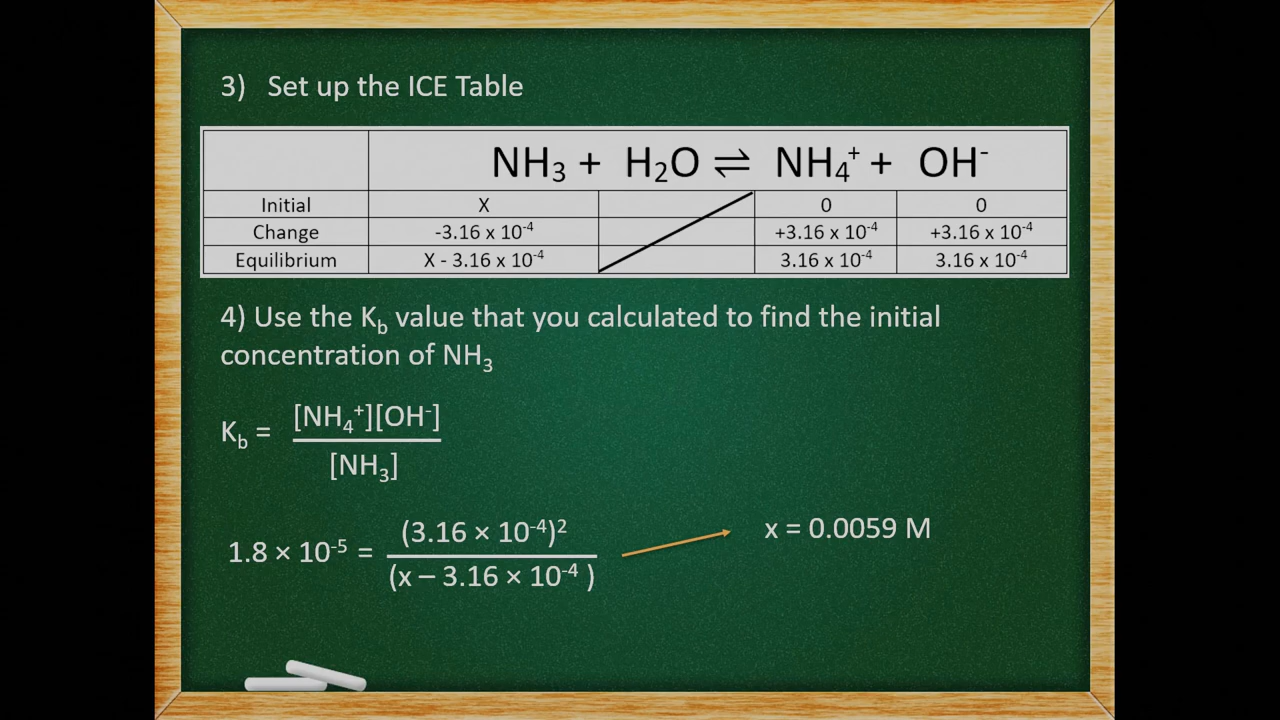 3) Set up the ICE Table
NH₃ + H₂O ⇌ NH₄⁺ + OH⁻
Initial X 0 0
Change -3.16 x 10⁻⁴ +3.16 x 10⁻⁴ +3.16 x 10⁻⁴
Equilibrium X - 3.16 x 10⁻⁴ 3.16 x 10⁻⁴ 3.16 x 10⁻⁴
4) Use the K_b value that you calculated to find the initial
concentration of NH₃
K_b = [NH₄⁺][OH⁻]
[NH₃]
1.8 × 10⁻⁵ = (3.16 × 10⁻⁴)²
(x – 3.16 × 10⁻⁴ )
x = 0.0059 M